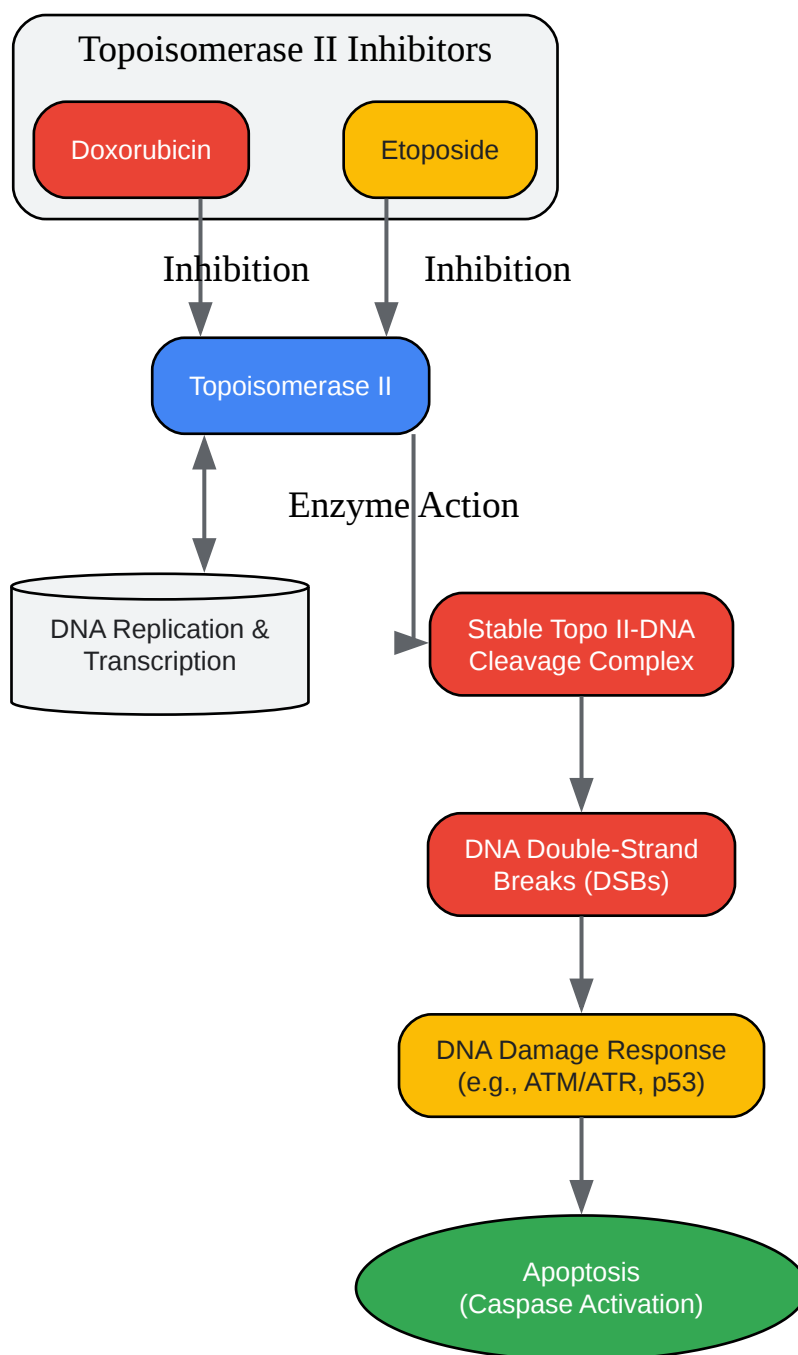 Topoisomerase II Inhibitors
Doxorubicin
Etoposide
Inhibition
Inhibition
Topoisomerase II
Enzyme Action
DNA Replication &
Transcription
Stable Topo II-DNA
Cleavage Complex
DNA Double-Strand
Breaks (DSBs)
DNA Damage Response
(e.g., ATM/ATR, p53)
Apoptosis
(Caspase Activation)